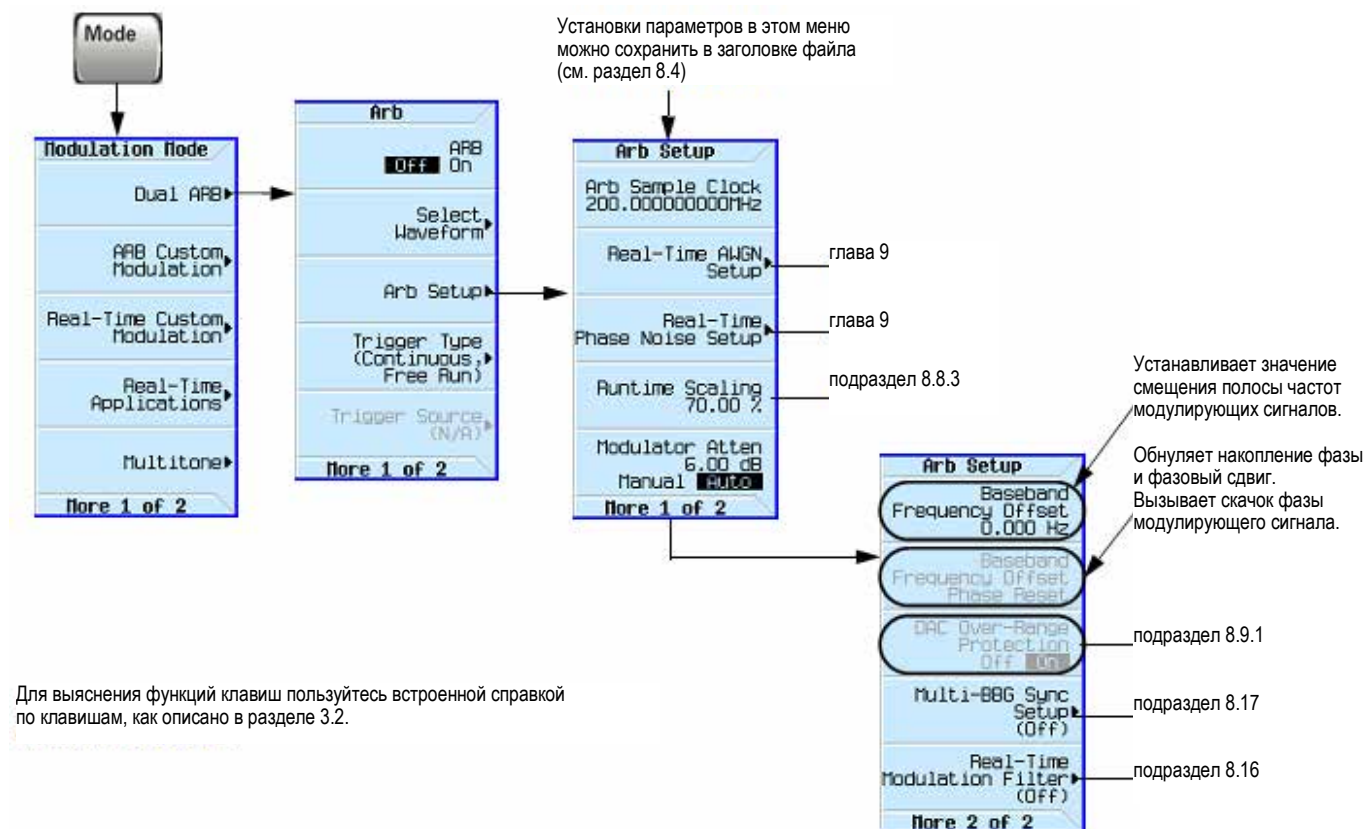 Mode
Установки параметров в этом меню
можно сохранить в заголовке файла
(см. раздел 8.4)
Modulation Mode
Dual ARB
ARB Custom
Modulation
Real-Time Custom
Modulation
Real-Time
Applications
Multitone
More 1 of 2
Arb
ARB
Off On
Select
Waveform
Arb Setup
Trigger Type
(Continuous,
Free Run)
Trigger Source
(N/A)
More 1 of 2
Arb Setup
Arb Sample Clock
200.000000000MHz
Real-Time AWGN
Setup
глава 9
Real-Time
Phase Noise Setup
глава 9
Runtime Scaling
70.00 %
подраздел 8.8.3
Modulator Atten
6.00 dB
Manual Auto
More 1 of 2
Arb Setup
Baseband
Frequency Offset
0.000 Hz
Устанавливает значение
смещения полосы частот
модулирующих сигналов.
Baseband
Frequency Offset
Phase Reset
Обнуляет накопление фазы
и фазовый сдвиг.
Вызывает скачок фазы
модулирующего сигнала.
DAC Over-Range
Protection
Off On
подраздел 8.9.1
Multi-BBG Sync
Setup
(Off)
подраздел 8.17
Real-Time
Modulation Filter
(Off)
подраздел 8.16
More 2 of 2
Для выяснения функций клавиш пользуйтесь встроенной справкой
по клавишам, как описано в разделе 3.2.